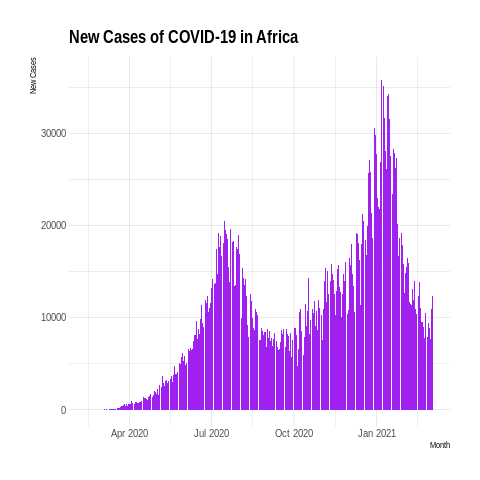 New Cases of COVID-19 in Africa
New Cases
30000
20000
10000
0
Apr 2020 Jul 2020 Oct 2020 Jan 2021
Month